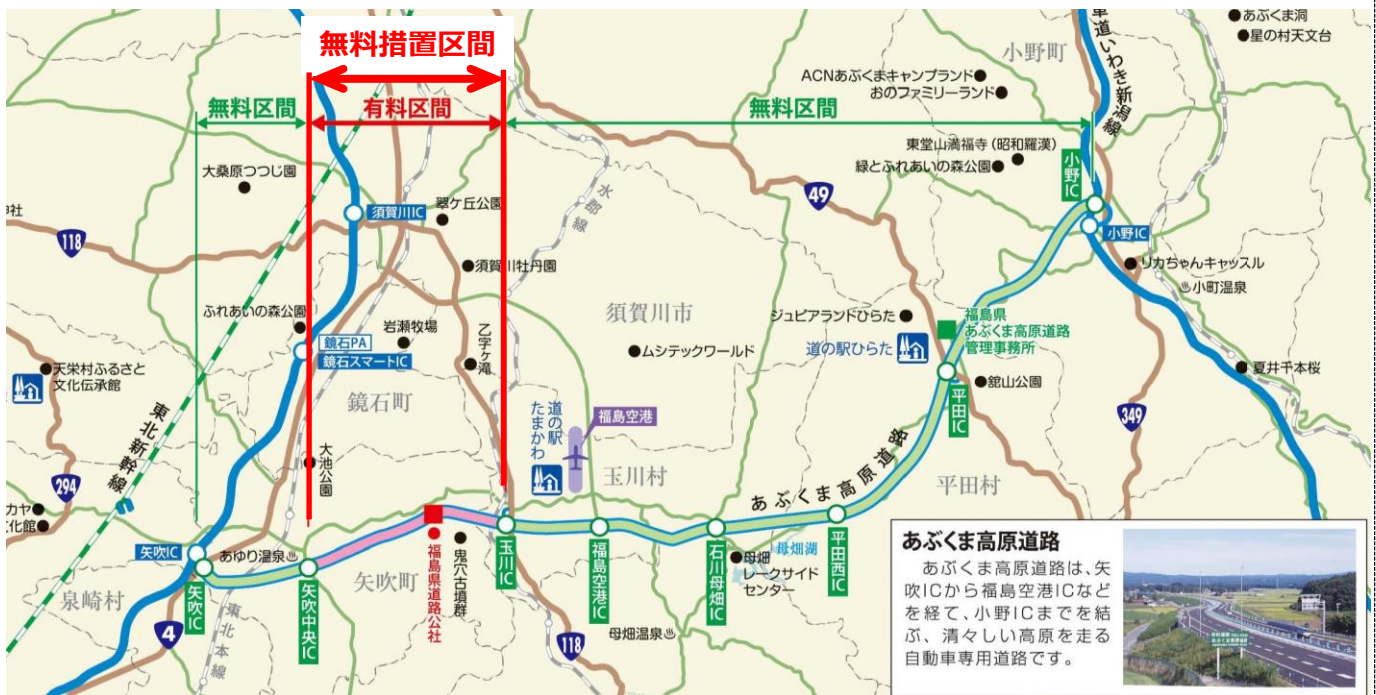 無料措置区間
無料区間
有料区間
無料区間
小野町
あぶくま洞
星の村天文台
車道いわき新潟線
ACNあぶくまキャンプランド
おのファミリーランド
東堂山満福寺(昭和羅漢)
緑とふれあいの森公園
小野IC
小野IC
大桑原つつじ園
神社
118
須賀川IC
翠ケ丘公園
水郡線
49
須賀川牡丹園
リカちゃんキャッスル
小町温泉
ふれあいの森公園
岩瀬牧場
乙字ケ滝
須賀川市
ムシテックワールド
ジュピアランドひらた
道の駅ひらた
福島県
あぶくま高原道路
管理事務所
鏡石PA
鏡石スマートIC
天栄村ふるさと
文化伝承館
東北新幹線
鏡石町
夏井千本桜
舘山公園
平田IC
349
道の駅
たまかわ
福島空港
玉川村
あぶくま高原道路
平田村
大池公園
294
カヤ
文化館
矢吹IC
あゆり温泉
矢吹IC
泉崎村
4
東北本線
矢吹中央IC
矢吹町
福島県道路公社
鬼穴古墳群
玉川IC
118
福島空港IC
母畑温泉
石川母畑IC
母畑湖
母畑
レークサイド
センター
平田西IC
あぶくま高原道路
あぶくま高原道路は、矢
吹ICから福島空港ICなど
を経て、小野ICまでを結
ぶ、清々しい高原を走る
自動車専用道路です。